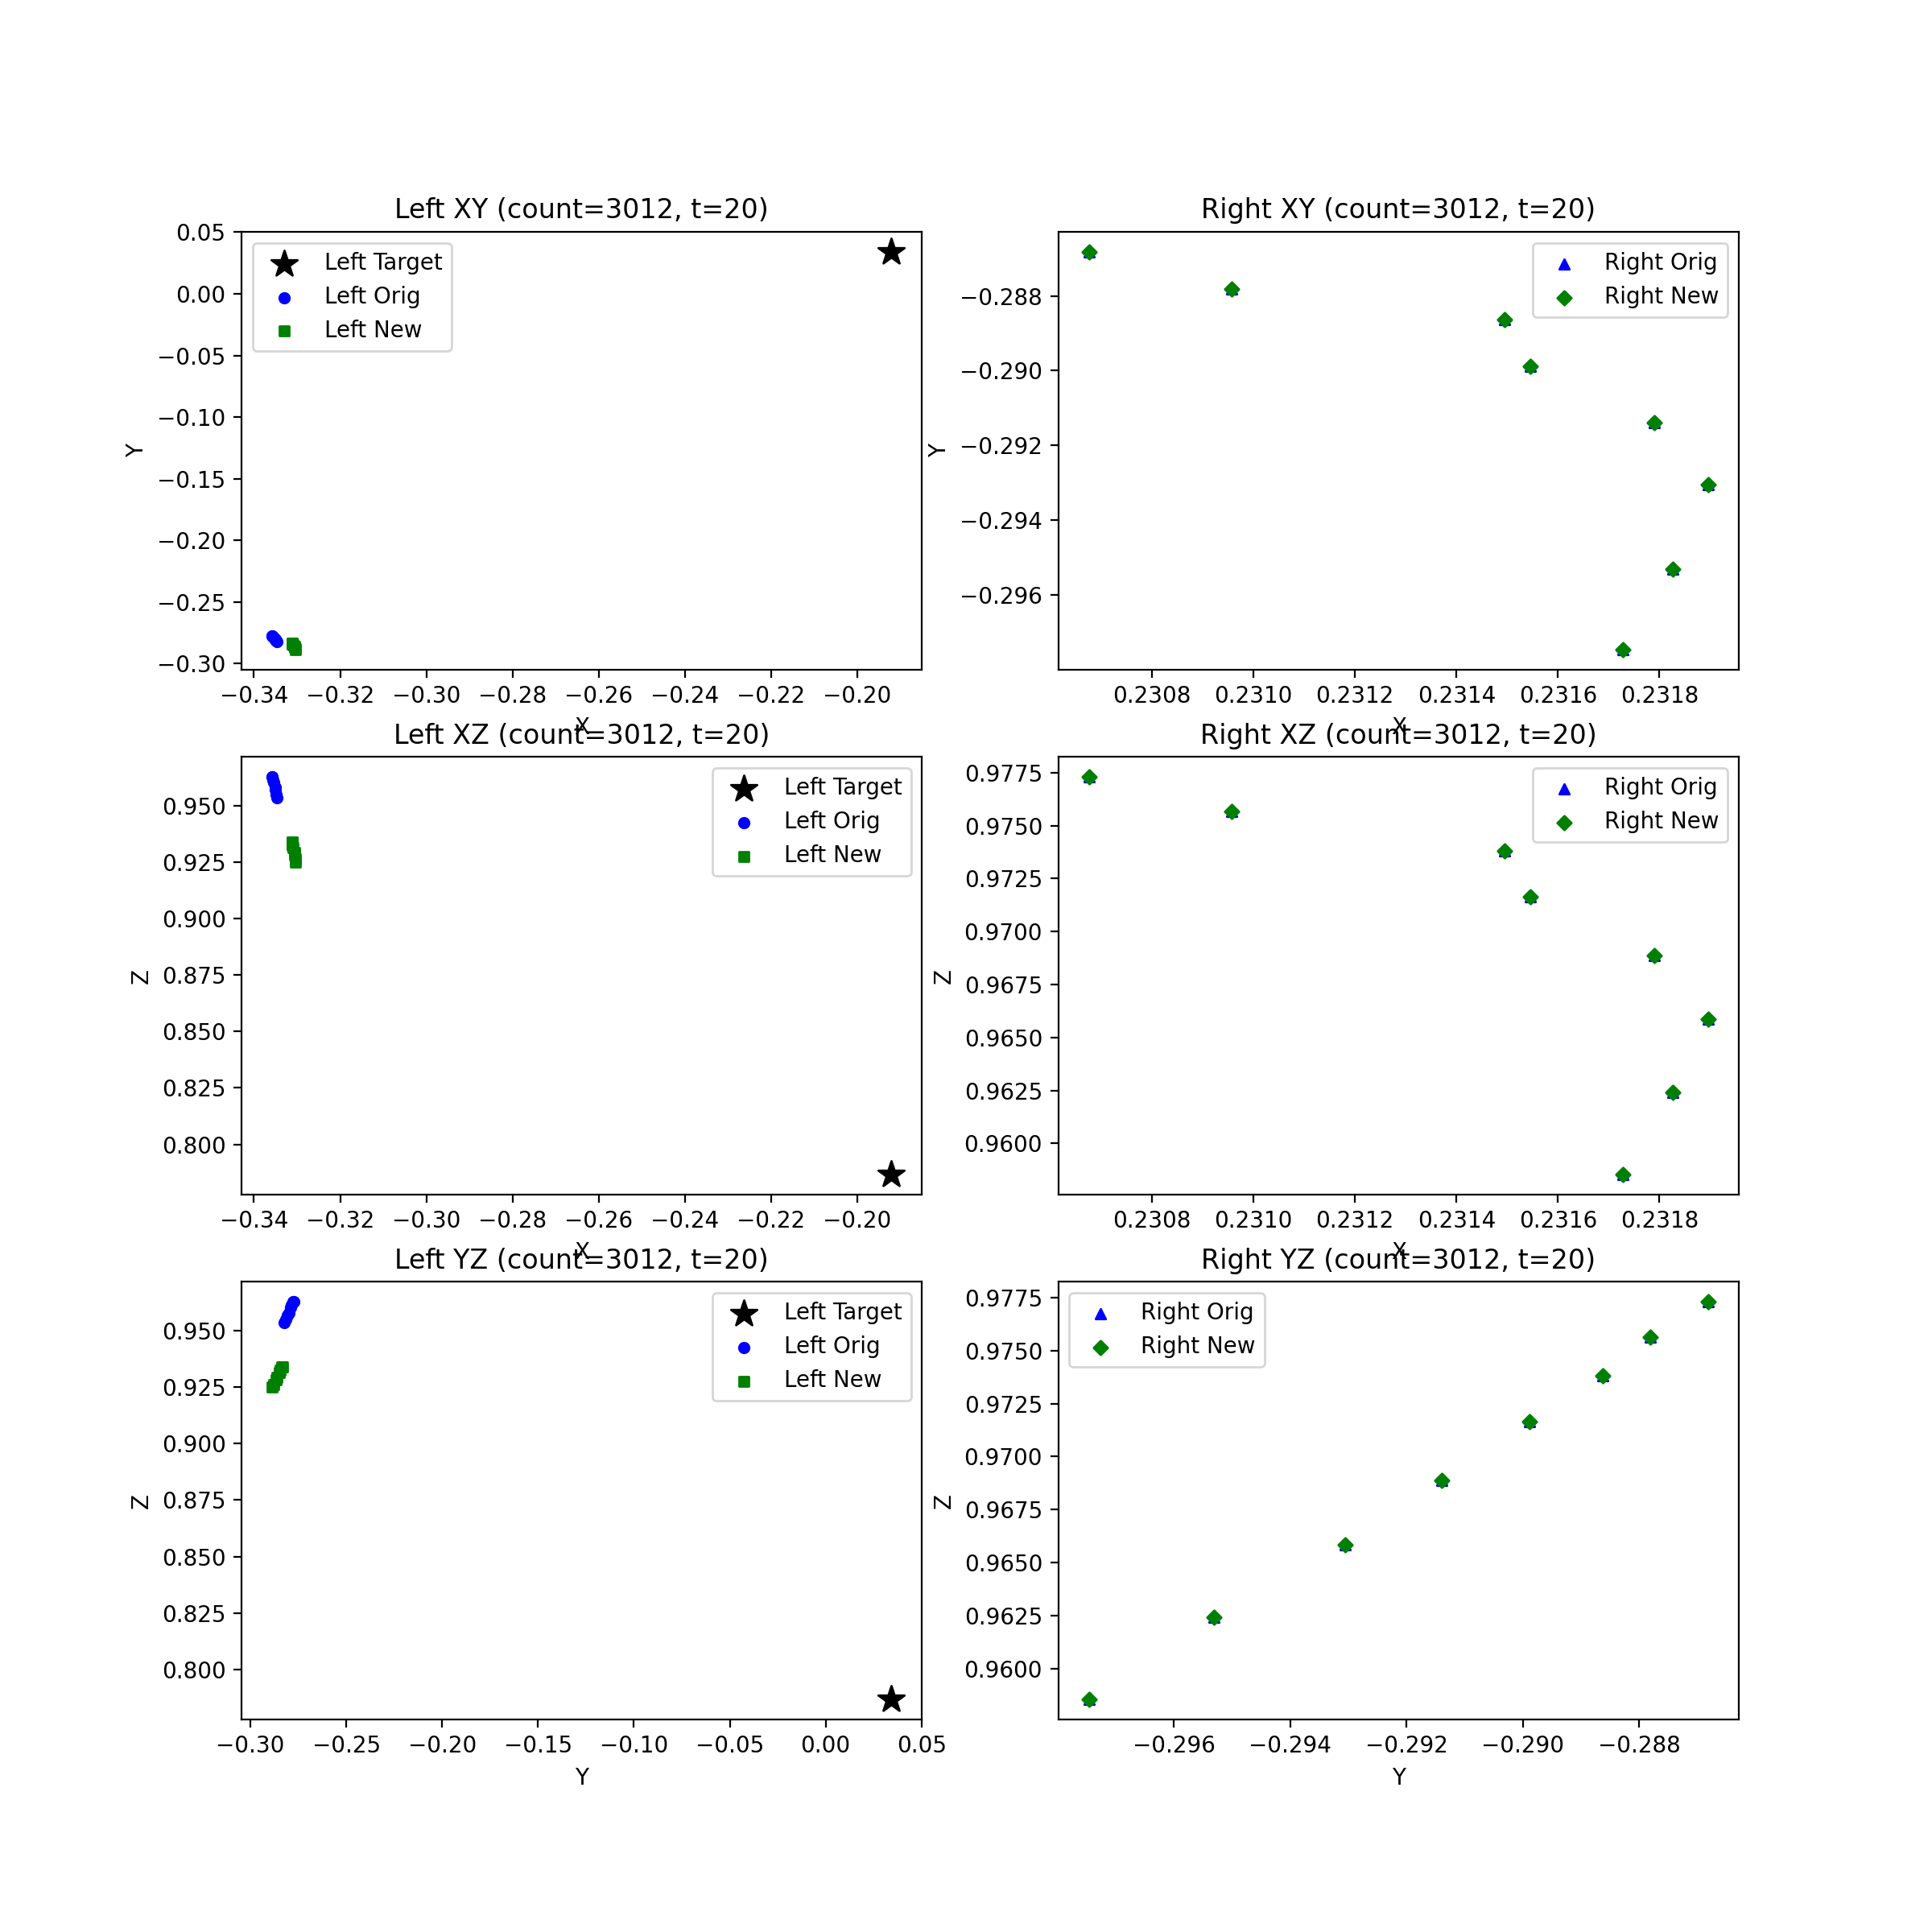 Left XY (count=3012, t=20)
0.05
0.00
−0.05
−0.10
−0.15
−0.20
−0.25
−0.30
Y
Left Target
Left Orig
Left New
−0.34 −0.32 −0.30 −0.28 −0.26 −0.24 −0.22 −0.20
X
Right XY (count=3012, t=20)
−0.288
−0.290
−0.292
−0.294
−0.296
Y
Right Orig
Right New
0.2308 0.2310 0.2312 0.2314 0.2316 0.2318
X
Left XZ (count=3012, t=20)
0.950
0.925
0.900
0.875
0.850
0.825
0.800
Z
Left Target
Left Orig
Left New
−0.34 −0.32 −0.30 −0.28 −0.26 −0.24 −0.22 −0.20
X
Right XZ (count=3012, t=20)
0.9775
0.9750
0.9725
0.9700
0.9675
0.9650
0.9625
0.9600
Z
Right Orig
Right New
0.2308 0.2310 0.2312 0.2314 0.2316 0.2318
X
Left YZ (count=3012, t=20)
0.950
0.925
0.900
0.875
0.850
0.825
0.800
Z
Left Target
Left Orig
Left New
−0.30 −0.25 −0.20 −0.15 −0.10 −0.05 0.00 0.05
Y
Right YZ (count=3012, t=20)
0.9775
0.9750
0.9725
0.9700
0.9675
0.9650
0.9625
0.9600
Z
Right Orig
Right New
−0.296 −0.294 −0.292 −0.290 −0.288
Y